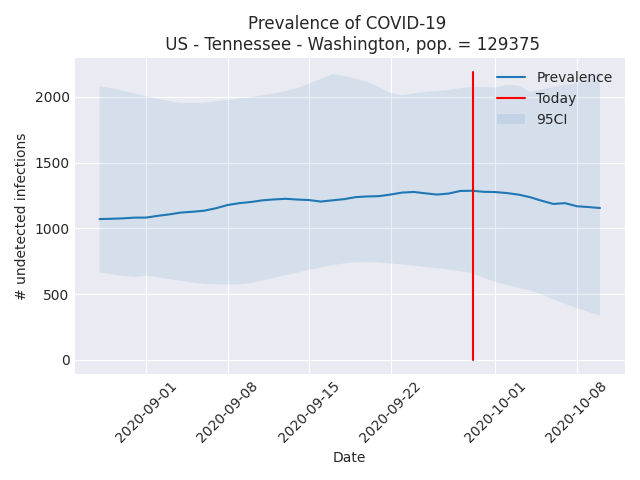 Prevalence of COVID-19
US - Tennessee - Washington, pop. = 129375
# undetected infections
2000
1500
1000
500
0
Prevalence
Today
95CI
2020-09-01
2020-09-08
2020-09-15
2020-09-22
2020-10-01
2020-10-08
Date